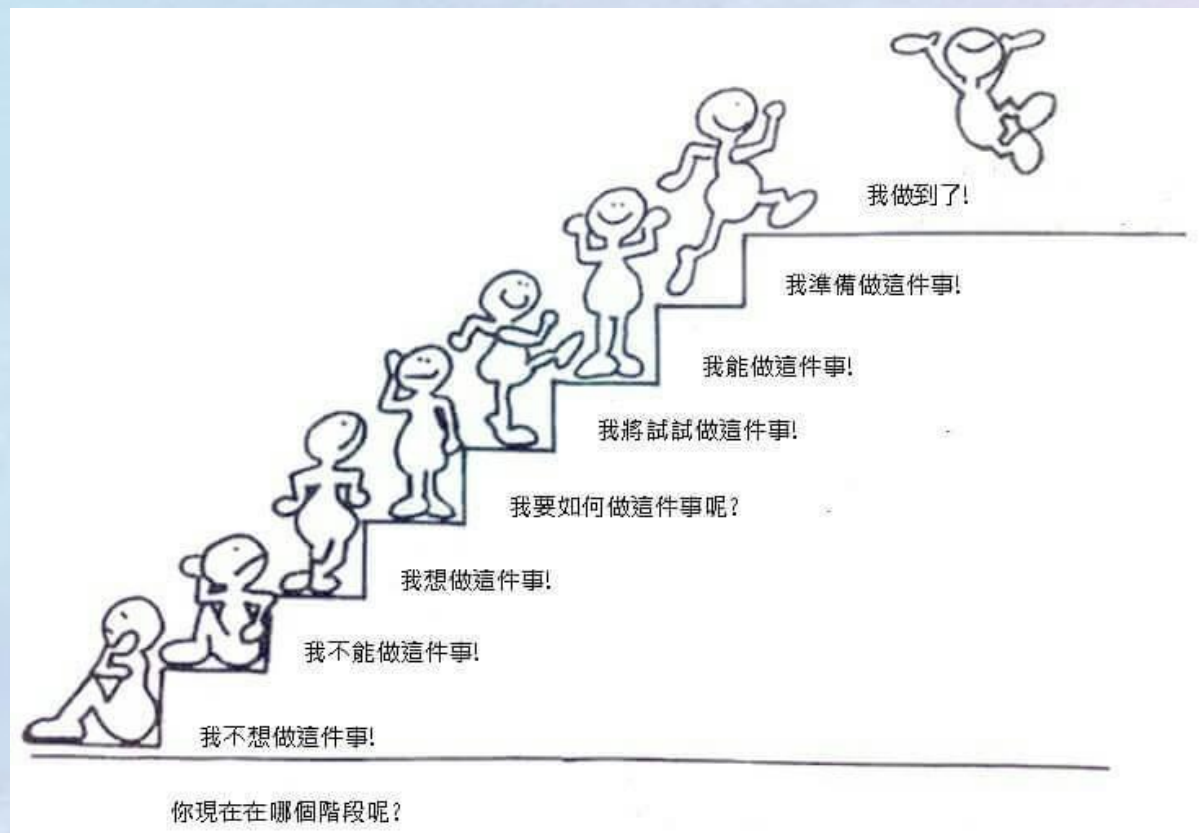 我做到了!
我準備做這件事!
我能做這件事!
我將試試做這件事!
我要如何做這件事呢?
我想做這件事!
我不能做這件事!
我不想做這件事!
你現在在哪個階段呢?